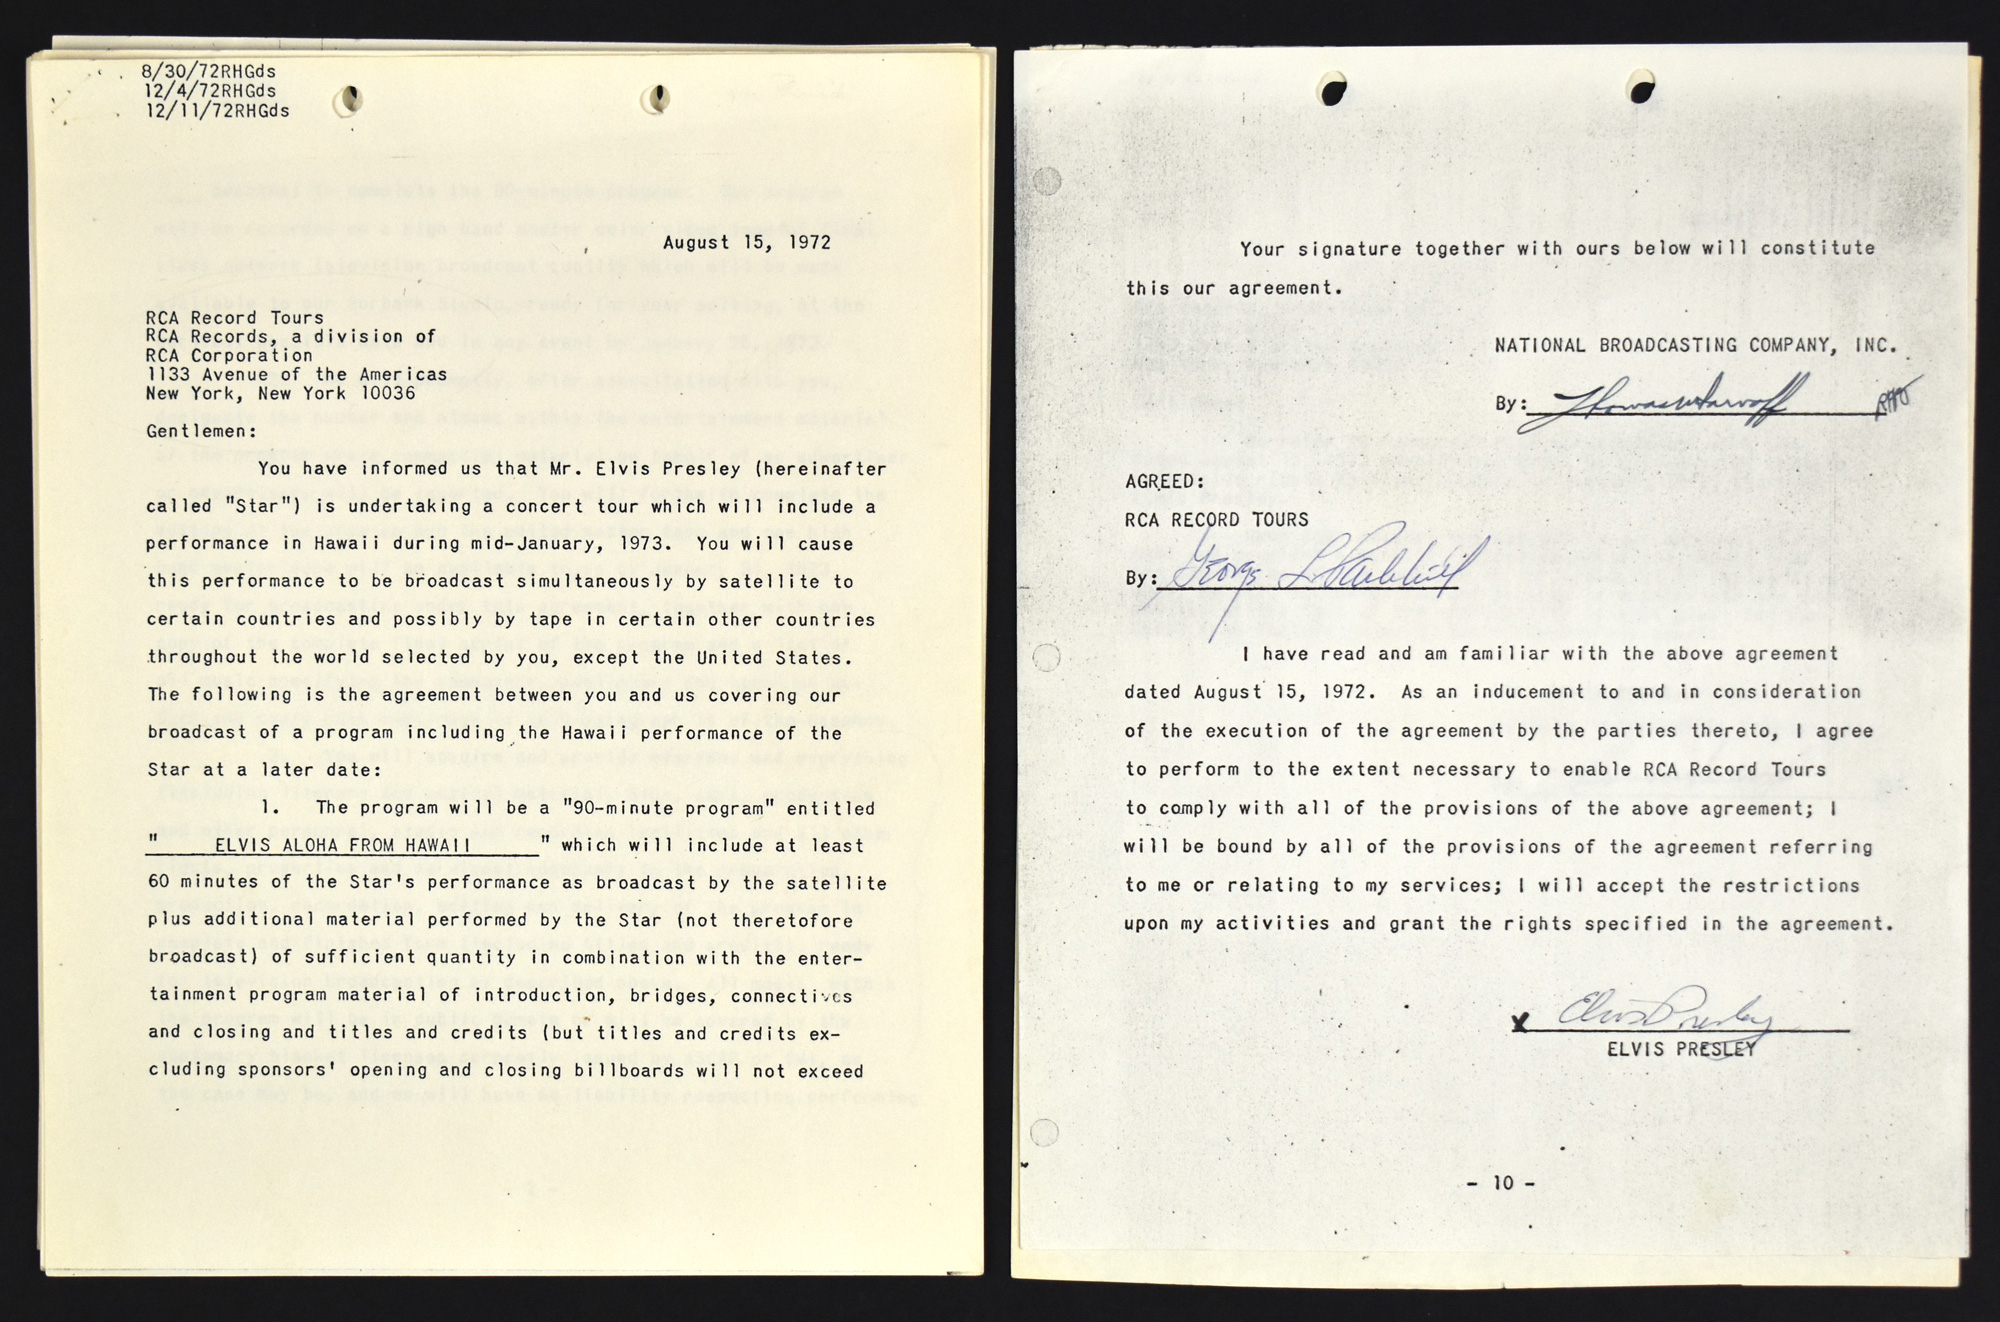 8/30/72RHGds
12/4/72RHGds
12/11/72RHGds
August 15, 1972
RCA Record Tours
RCA Records, a division of
RCA Corporation
1133 Avenue of the Americas
New York, New York 10036
Gentlemen:
You have informed us that Mr. Elvis Presley (hereinafter
called "Star") is undertaking a concert tour which will include a
performance in Hawaii during mid-January, 1973. You will cause
this performance to be broadcast simultaneously by satellite to
certain countries and possibly by tape in certain other countries
throughout the world selected by you, except the United States.
The following is the agreement between you and us covering our
broadcast of a program including the Hawaii performance of the
Star at a later date:
1. The program will be a "90-minute program" entitled
" ELVIS ALOHA FROM HAWAII " which will include at least
60 minutes of the Star's performance as broadcast by the satellite
plus additional material performed by the Star (not theretofore
broadcast) of sufficient quantity in combination with the enter-
tainment program material of introduction, bridges, connectives
and closing and titles and credits (but titles and credits ex-
cluding sponsors' opening and closing billboards will not exceed
Your signature together with ours below will constitute
this our agreement.
NATIONAL BROADCASTING COMPANY, INC.
By:
AGREED:
RCA RECORD TOURS
By: George L
I have read and am familiar with the above agreement
dated August 15, 1972. As an inducement to and in consideration
of the execution of the agreement by the parties thereto, I agree
to perform to the extent necessary to enable RCA Record Tours
to comply with all of the provisions of the above agreement; I
will be bound by all of the provisions of the agreement referring
to me or relating to my services; I will accept the restrictions
upon my activities and grant the rights specified in the agreement.
x Elvis Presley
ELVIS PRESLEY
- 10 -